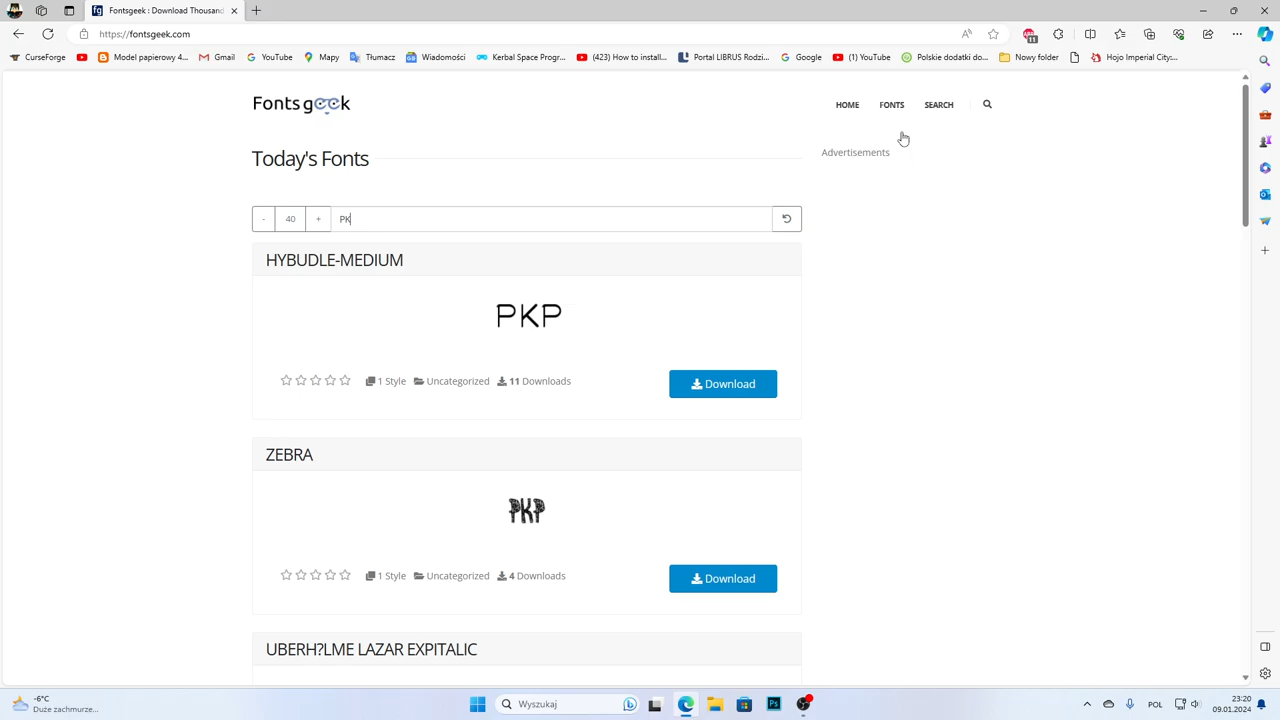 Fontsgeek : Download Thousand
https://fontsgeek.com
CurseForge
Model papierowy 4...
Gmail
YouTube
Mapy
Tłumacz
Wiadomości
Kerbal Space Progr...
(423) How to install...
Portal LIBRUS Rodzi...
Google
(1) YouTube
Polskie dodatki do...
Nowy folder
Hojo Imperial City:...
Fonts geek
HOME
FONTS
SEARCH
Advertisements
Today's Fonts
-
40
+
PK
HYBUDLE-MEDIUM
PKP
1 Style
Uncategorized
11 Downloads
Download
ZEBRA
PKP
1 Style
Uncategorized
4 Downloads
Download
UBERH?LME LAZAR EXPITALIC
-6°C
Duże zachmurze...
Wyszukaj
Ps
POL
23:20
09.01.2024